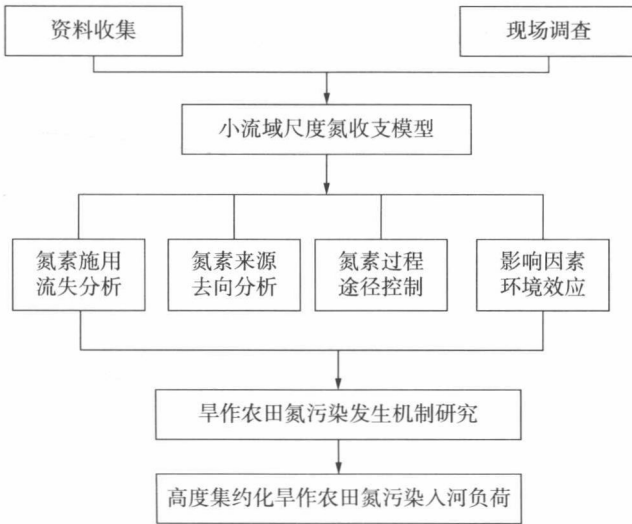 资料收集
现场调查
小流域尺度氮收支模型
氮素施用
流失分析
氮素来源
去向分析
氮素过程
途径控制
影响因素
环境效应
旱作农田氮污染发生机制研究
高度集约化旱作农田氮污染入河负荷